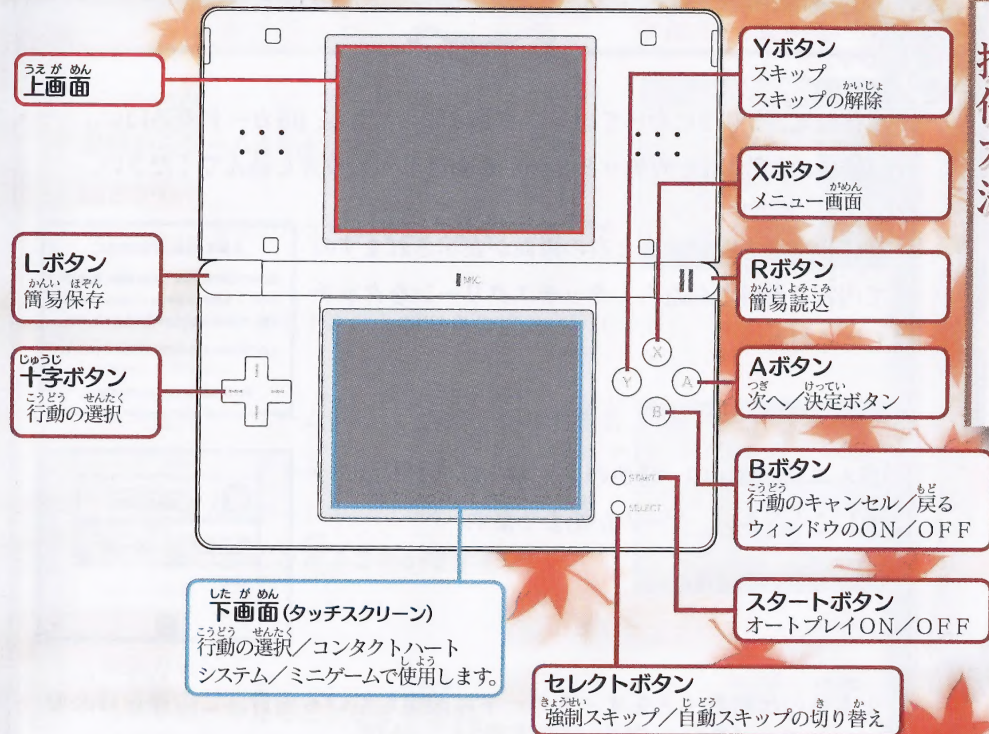 操作方法
上画面
Lボタン
簡易保存
十字ボタン
行動の選択
下画面(タッチスクリーン)
行動の選択/コンタクトハート
システム/ミニゲームで使用します。
Yボタン
スキップ
スキップの解除
Xボタン
メニュー画面
Rボタン
簡易読込
Aボタン
次へ/決定ボタン
Bボタン
行動のキャンセル/戻る
ウィンドウのON/OFF
スタートボタン
オートプレイON/OFF
セレクトボタン
強制スキップ/自動スキップの切り替え
MIC
X
Y
A
B
START
SELECT